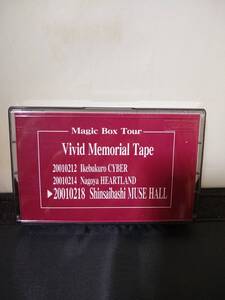 Magic Box Tour
Vivid Memorial Tape
20010212 Ikebukuro CYBER
20010214 Nagoya HEARTLAND
▶20010218 Shinsaibashi MUSE HALL